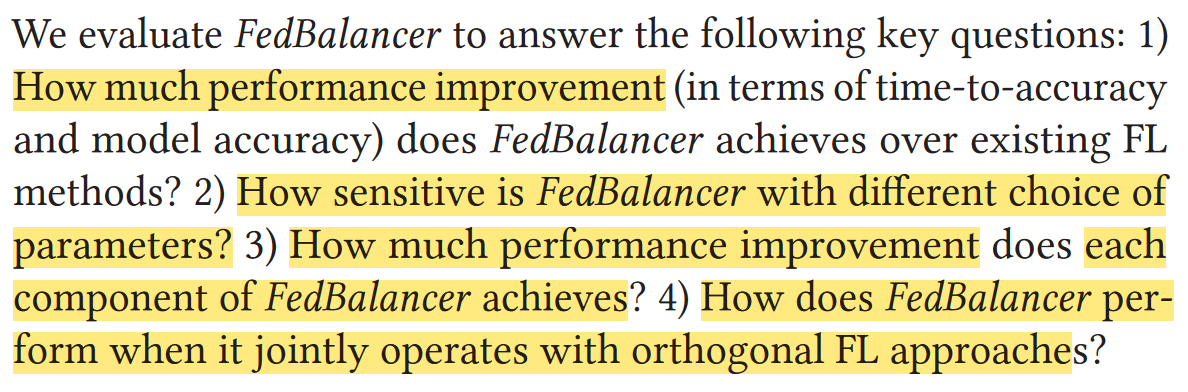 We evaluate FedBalancer to answer the following key questions: 1)
How much performance improvement (in terms of time-to-accuracy
and model accuracy) does FedBalancer achieves over existing FL
methods? 2) How sensitive is FedBalancer with different choice of
parameters? 3) How much performance improvement does each
component of FedBalancer achieves? 4) How does FedBalancer per-
form when it jointly operates with orthogonal FL approaches?